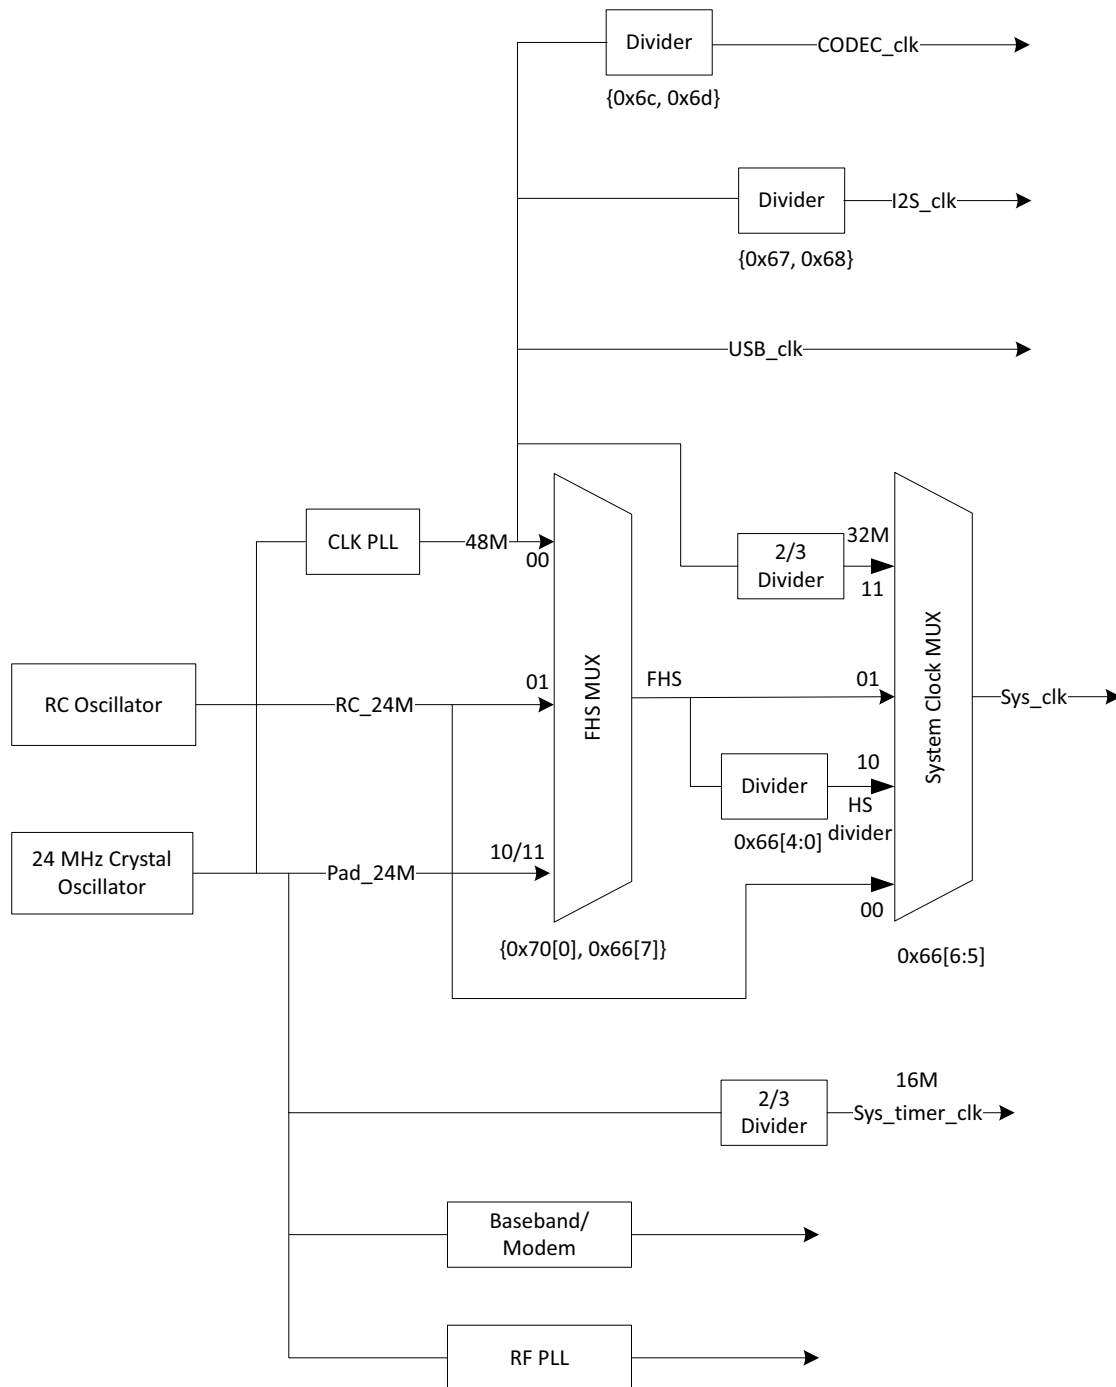 Divider
CODEC_clk
{0x6c, 0x6d}
Divider
I2S_clk
{0x67, 0x68}
USB_clk
CLK PLL
48M
00
32M
2/3
Divider
11
RC Oscillator
RC_24M
01
FHS MUX
FHS
01
System Clock MUX
Sys_clk
Divider
10
HS
divider
0x66[4:0]
24 MHz Crystal
Oscillator
Pad_24M
10/11
00
{0x70[0], 0x66[7]}
0x66[6:5]
2/3
Divider
16M
Sys_timer_clk
Baseband/
Modem
RF PLL